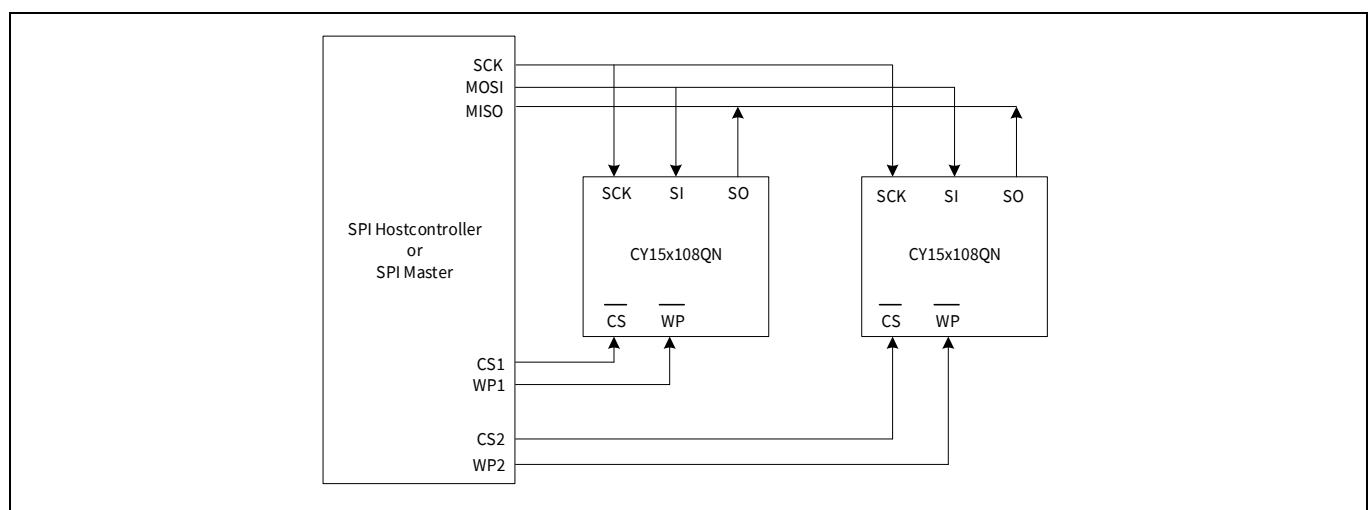 SCK
MOSI
MISO
SPI Hostcontroller
or
SPI Master
CS1
WP1
CS2
WP2
SCK SI SO
CY15x108QN
CS WP
SCK SI SO
CY15x108QN
CS WP